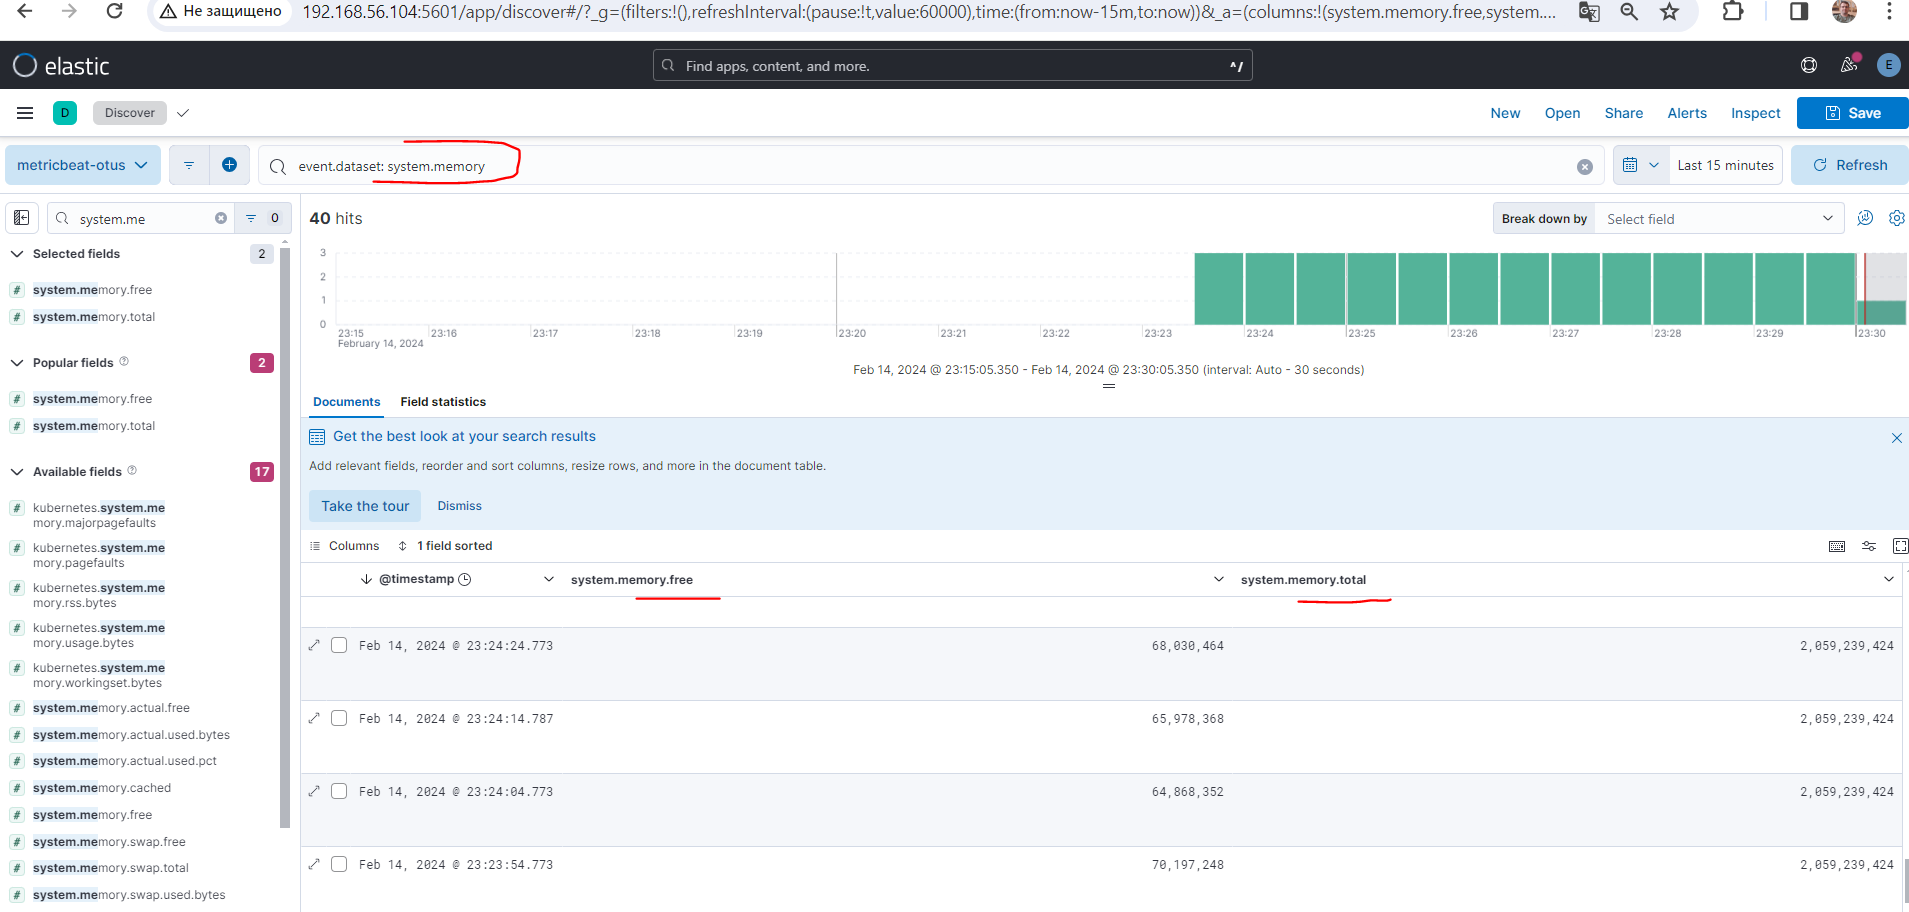 Не защищено 192.168.56.104:5601/app/discover#/?_g=(filters:!(),refreshInterval:(pause:!t,value:60000),time:(from:now-15m,to:now))&_a=(columns:!(system.memory.free,system....
elastic
Find apps, content, and more. ^/
E
D Discover New Open Share Alerts Inspect Save
metricbeat-otus event.dataset: system.memory Last 15 minutes Refresh
system.me 0
40 hits
Break down by Select field
Selected fields 2
system.memory.free
system.memory.total
Popular fields 2
system.memory.free
system.memory.total
Available fields 17
kubernetes.system.me
mory.majorpagefaults
kubernetes.system.me
mory.pagefaults
kubernetes.system.me
mory.rss.bytes
kubernetes.system.me
mory.usage.bytes
kubernetes.system.me
mory.workingset.bytes
system.memory.actual.free
system.memory.actual.used.bytes
system.memory.actual.used.pct
system.memory.cached
system.memory.free
system.memory.swap.free
system.memory.swap.total
system.memory.swap.used.bytes
3
2
1
0
23:15 23:16 23:17 23:18 23:19 23:20 23:21 23:22 23:23 23:24 23:25 23:26 23:27 23:28 23:29 23:30
February 14, 2024
Feb 14, 2024 @ 23:15:05.350 - Feb 14, 2024 @ 23:30:05.350 (interval: Auto - 30 seconds)
Documents Field statistics
Get the best look at your search results
Add relevant fields, reorder and sort columns, resize rows, and more in the document table.
Take the tour Dismiss
Columns 1 field sorted
@timestamp system.memory.free system.memory.total
Feb 14, 2024 @ 23:24:24.773 68,030,464 2,059,239,424
Feb 14, 2024 @ 23:24:14.787 65,978,368 2,059,239,424
Feb 14, 2024 @ 23:24:04.773 64,868,352 2,059,239,424
Feb 14, 2024 @ 23:23:54.773 70,197,248 2,059,239,424